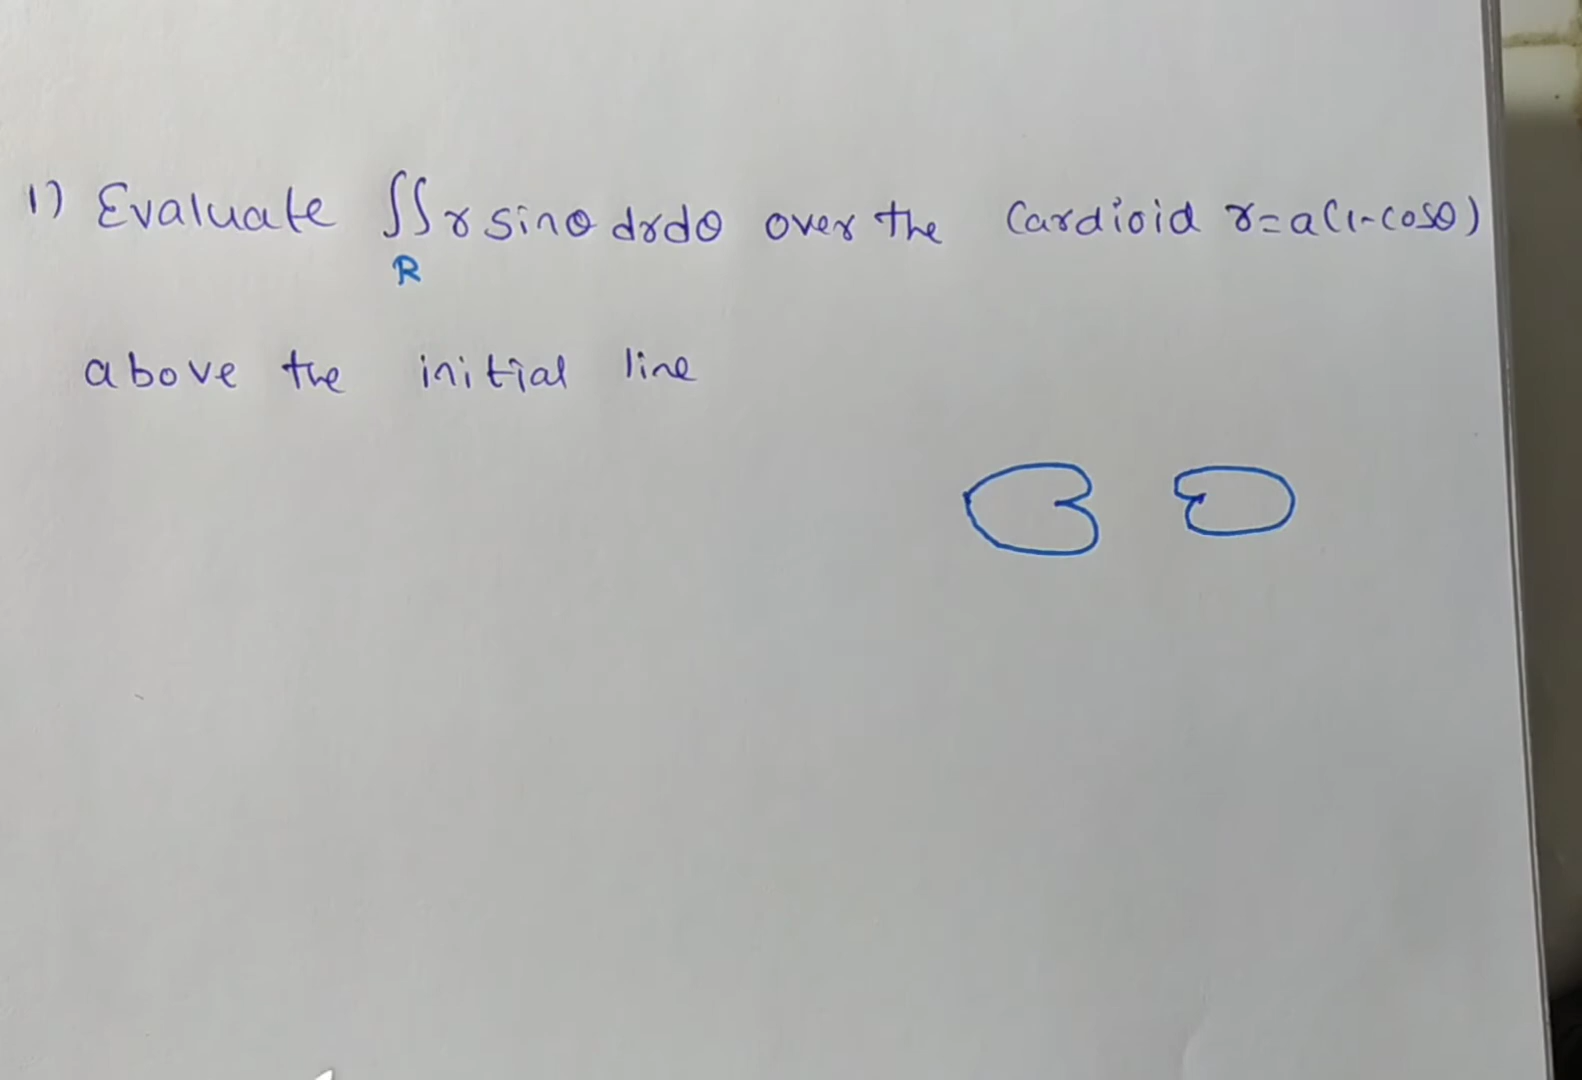 1) Evaluate ∬ r sinθ drdθ over the Cardioid r=a(1-cosθ)
R
above the initial line